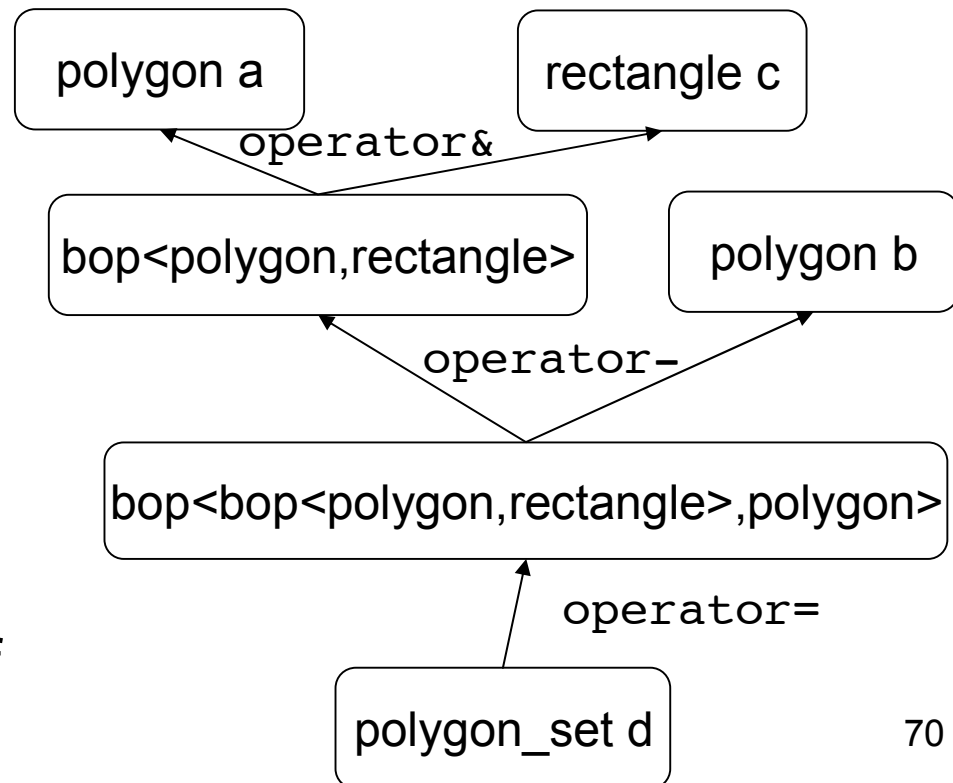 polygon a
rectangle c
operator&
bop<polygon,rectangle>
polygon b
operator-
bop<bop<polygon,rectangle>,polygon>
operator=
polygon_set d
70